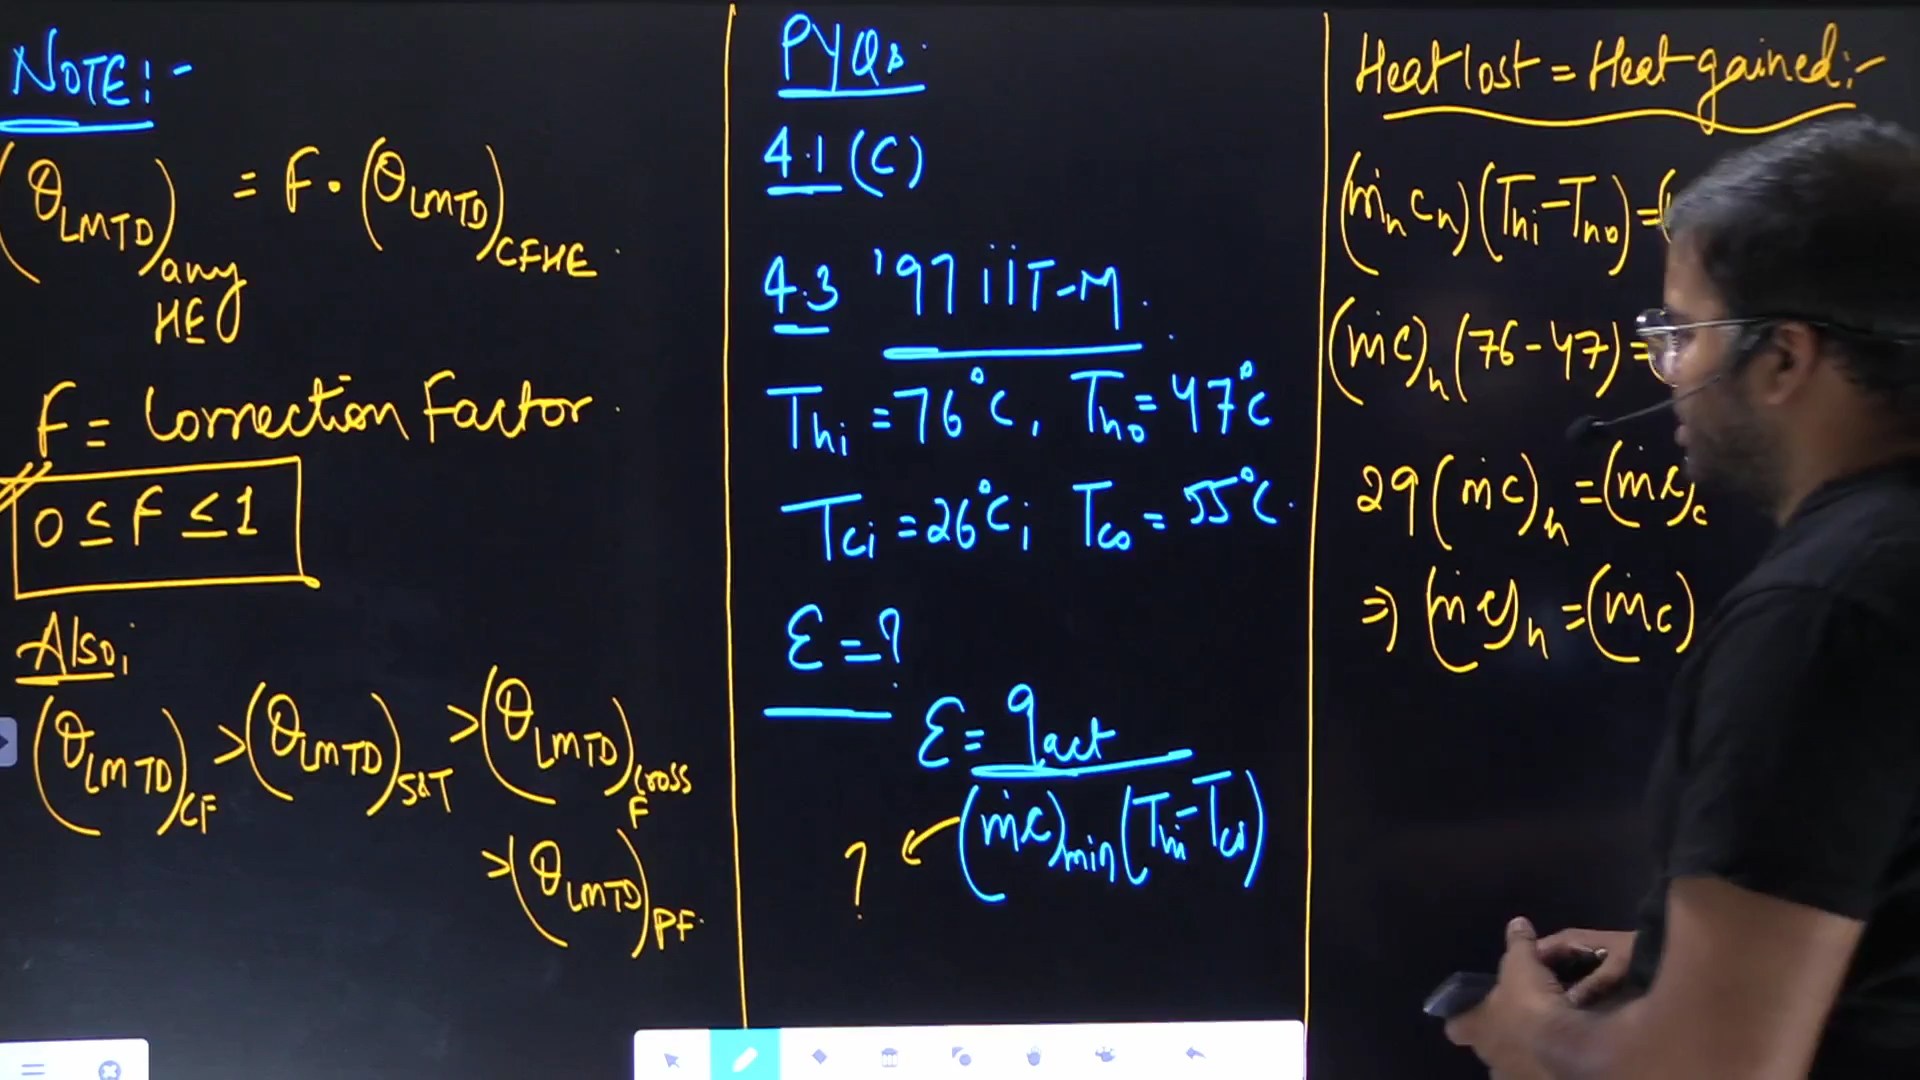 NOTE:-
(θLMTD)any HE = F·(θLMTD)CFHE.
F = Correction Factor.
0 ≤ F ≤ 1
Also,
(θLMTD)CF > (θLMTD)S&T > (θLMTD)Cross F
> (θLMTD)PF.
PYQs.
4.1 (C)
4.3 '97 iiT-M.
Thi = 76°C, Tho = 47°C
Tci = 26°C; Tco = 55°C.
ε = ?
ε = qact
? ← (ṁc)min (Thi - Tci)
Heat lost = Heat gained:-
(ṁh ch)(Thi - Tho) = (
(ṁc)h (76 - 47) =
29 (ṁc)h = (ṁc)c
⇒ (ṁc)h = (ṁc)